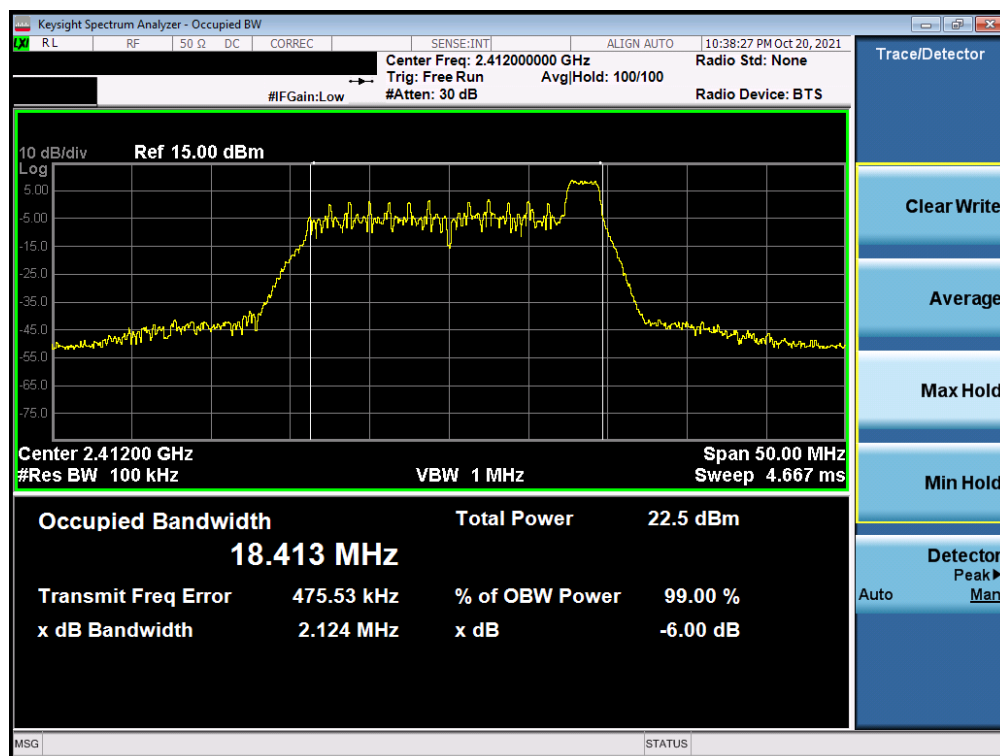 Keysight Spectrum Analyzer - Occupied BW
LXI RL RF 50 Ω DC CORREC SENSE:INT ALIGN AUTO 10:38:27 PM Oct 20, 2021
Center Freq: 2.412000000 GHz Radio Std: None
Trig: Free Run Avg|Hold: 100/100
#IFGain:Low #Atten: 30 dB Radio Device: BTS
Trace/Detector
10 dB/div Ref 15.00 dBm
Log
5.00
-5.00
-15.0
-25.0
-35.0
-45.0
-55.0
-65.0
-75.0
Center 2.41200 GHz Span 50.00 MHz
#Res BW 100 kHz VBW 1 MHz Sweep 4.667 ms
Occupied Bandwidth Total Power 22.5 dBm
18.413 MHz
Transmit Freq Error 475.53 kHz % of OBW Power 99.00 %
x dB Bandwidth 2.124 MHz x dB -6.00 dB
Clear Write
Average
Max Hold
Min Hold
Detector
Peak▶
Auto Man
MSG STATUS